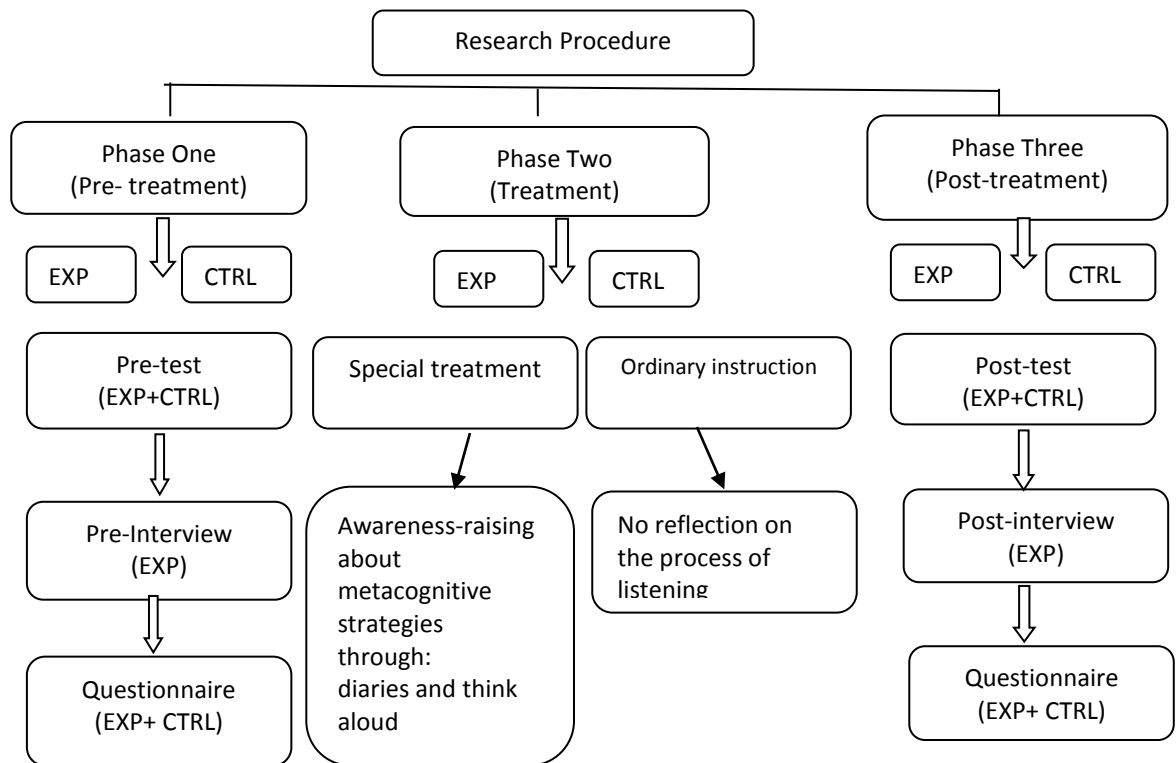 Research Procedure
Phase One
(Pre- treatment)
Phase Two
(Treatment)
Phase Three
(Post-treatment)
EXP
CTRL
EXP
CTRL
EXP
CTRL
Pre-test
(EXP+CTRL)
Special treatment
Ordinary instruction
Post-test
(EXP+CTRL)
Pre-Interview
(EXP)
Awareness-raising
about
metacognitive
strategies
through:
diaries and think
aloud
No reflection on
the process of
listening
Post-interview
(EXP)
Questionnaire
(EXP+ CTRL)
Questionnaire
(EXP+ CTRL)